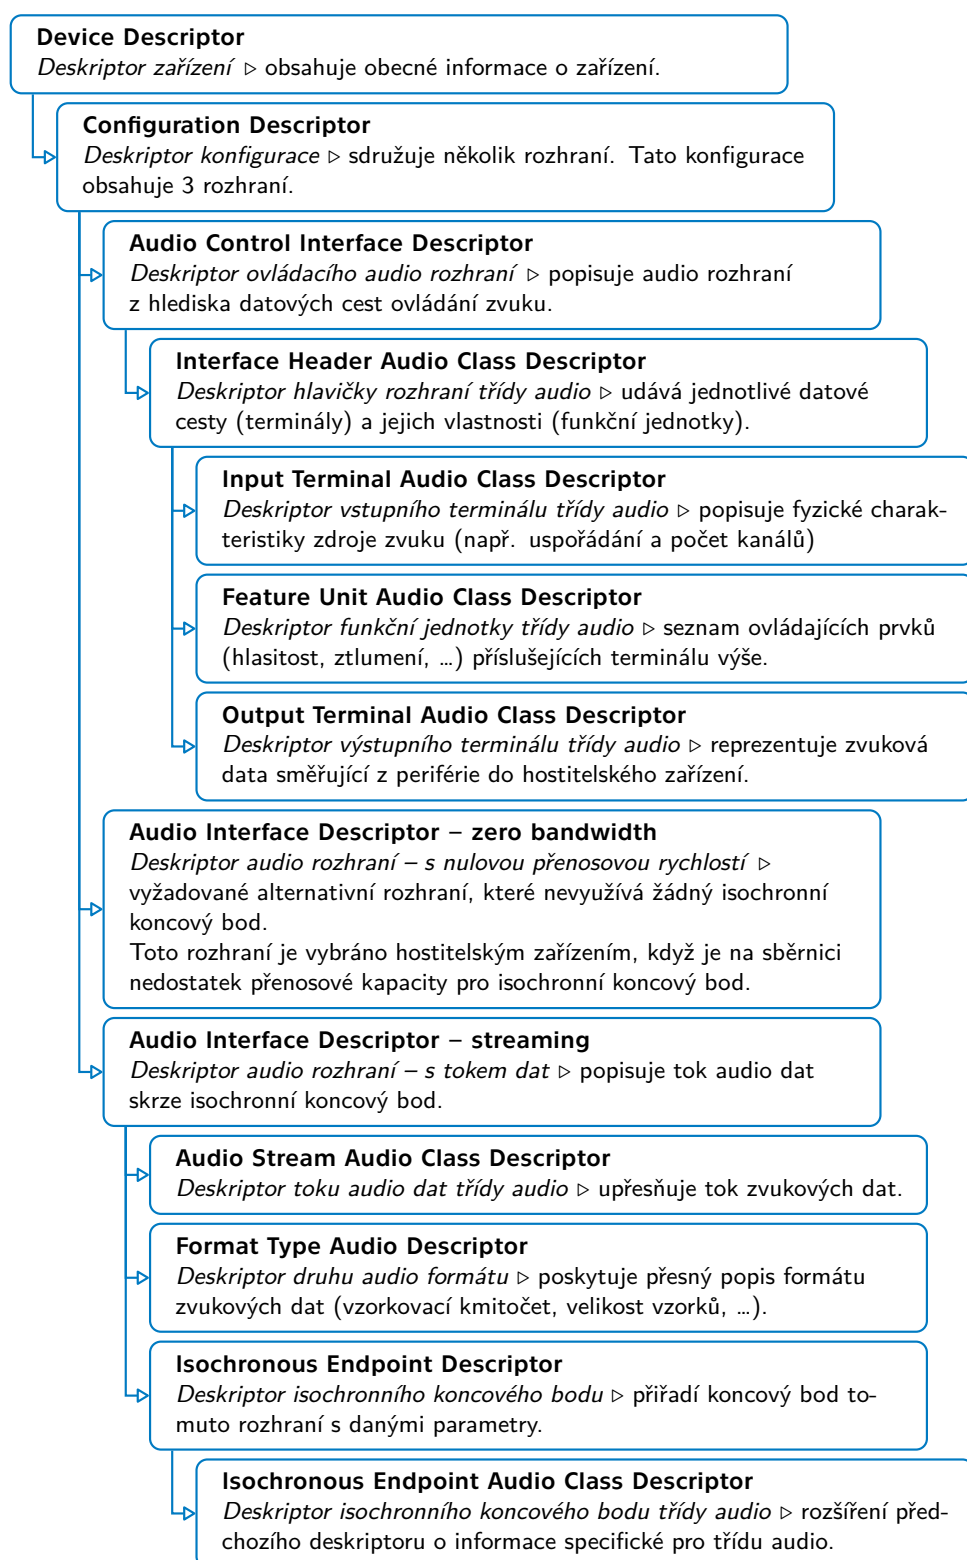 Device Descriptor
Deskriptor zařízení ▷ obsahuje obecné informace o zařízení.
Configuration Descriptor
Deskriptor konfigurace ▷ sdružuje několik rozhraní. Tato konfigurace
obsahuje 3 rozhraní.
Audio Control Interface Descriptor
Deskriptor ovládacího audio rozhraní ▷ popisuje audio rozhraní
z hlediska datových cest ovládání zvuku.
Interface Header Audio Class Descriptor
Deskriptor hlavičky rozhraní třídy audio ▷ udává jednotlivé datové
cesty (terminály) a jejich vlastnosti (funkční jednotky).
Input Terminal Audio Class Descriptor
Deskriptor vstupního terminálu třídy audio ▷ popisuje fyzické charak-
teristiky zdroje zvuku (např. uspořádání a počet kanálů)
Feature Unit Audio Class Descriptor
Deskriptor funkční jednotky třídy audio ▷ seznam ovládajících prvků
(hlasitost, ztlumení, …) příslušejících terminálu výše.
Output Terminal Audio Class Descriptor
Deskriptor výstupního terminálu třídy audio ▷ reprezentuje zvuková
data směřující z periférie do hostitelského zařízení.
Audio Interface Descriptor – zero bandwidth
Deskriptor audio rozhraní – s nulovou přenosovou rychlostí ▷
vyžadované alternativní rozhraní, které nevyužívá žádný isochronní
koncový bod.
Toto rozhraní je vybráno hostitelským zařízením, když je na sběrnici
nedostatek přenosové kapacity pro isochronní koncový bod.
Audio Interface Descriptor – streaming
Deskriptor audio rozhraní – s tokem dat ▷ popisuje tok audio dat
skrze isochronní koncový bod.
Audio Stream Audio Class Descriptor
Deskriptor toku audio dat třídy audio ▷ upřesňuje tok zvukových dat.
Format Type Audio Descriptor
Deskriptor druhu audio formátu ▷ poskytuje přesný popis formátu
zvukových dat (vzorkovací kmitočet, velikost vzorků, …).
Isochronous Endpoint Descriptor
Deskriptor isochronního koncového bodu ▷ přiřadí koncový bod to-
muto rozhraní s danými parametry.
Isochronous Endpoint Audio Class Descriptor
Deskriptor isochronního koncového bodu třídy audio ▷ rozšíření před-
chozího deskriptoru o informace specifické pro třídu audio.